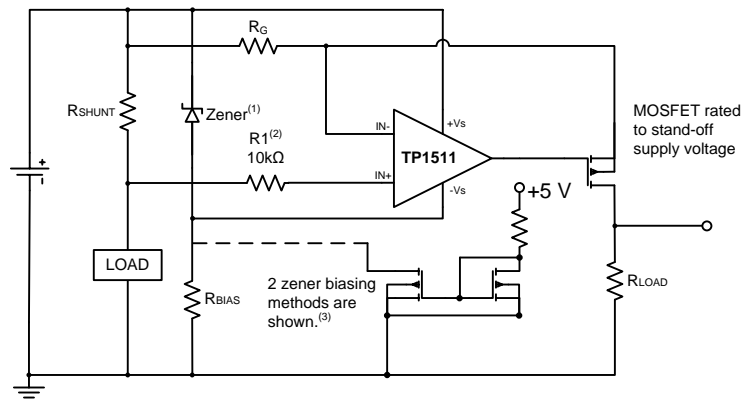 RG
RSHUNT
Zener(1)
R1(2)
10kΩ
IN-
+Vs
TP1511
IN+
-Vs
MOSFET rated
to stand-off
supply voltage
+
-
+5 V
LOAD
RBIAS
2 zener biasing
methods are
shown.(3)
RLOAD